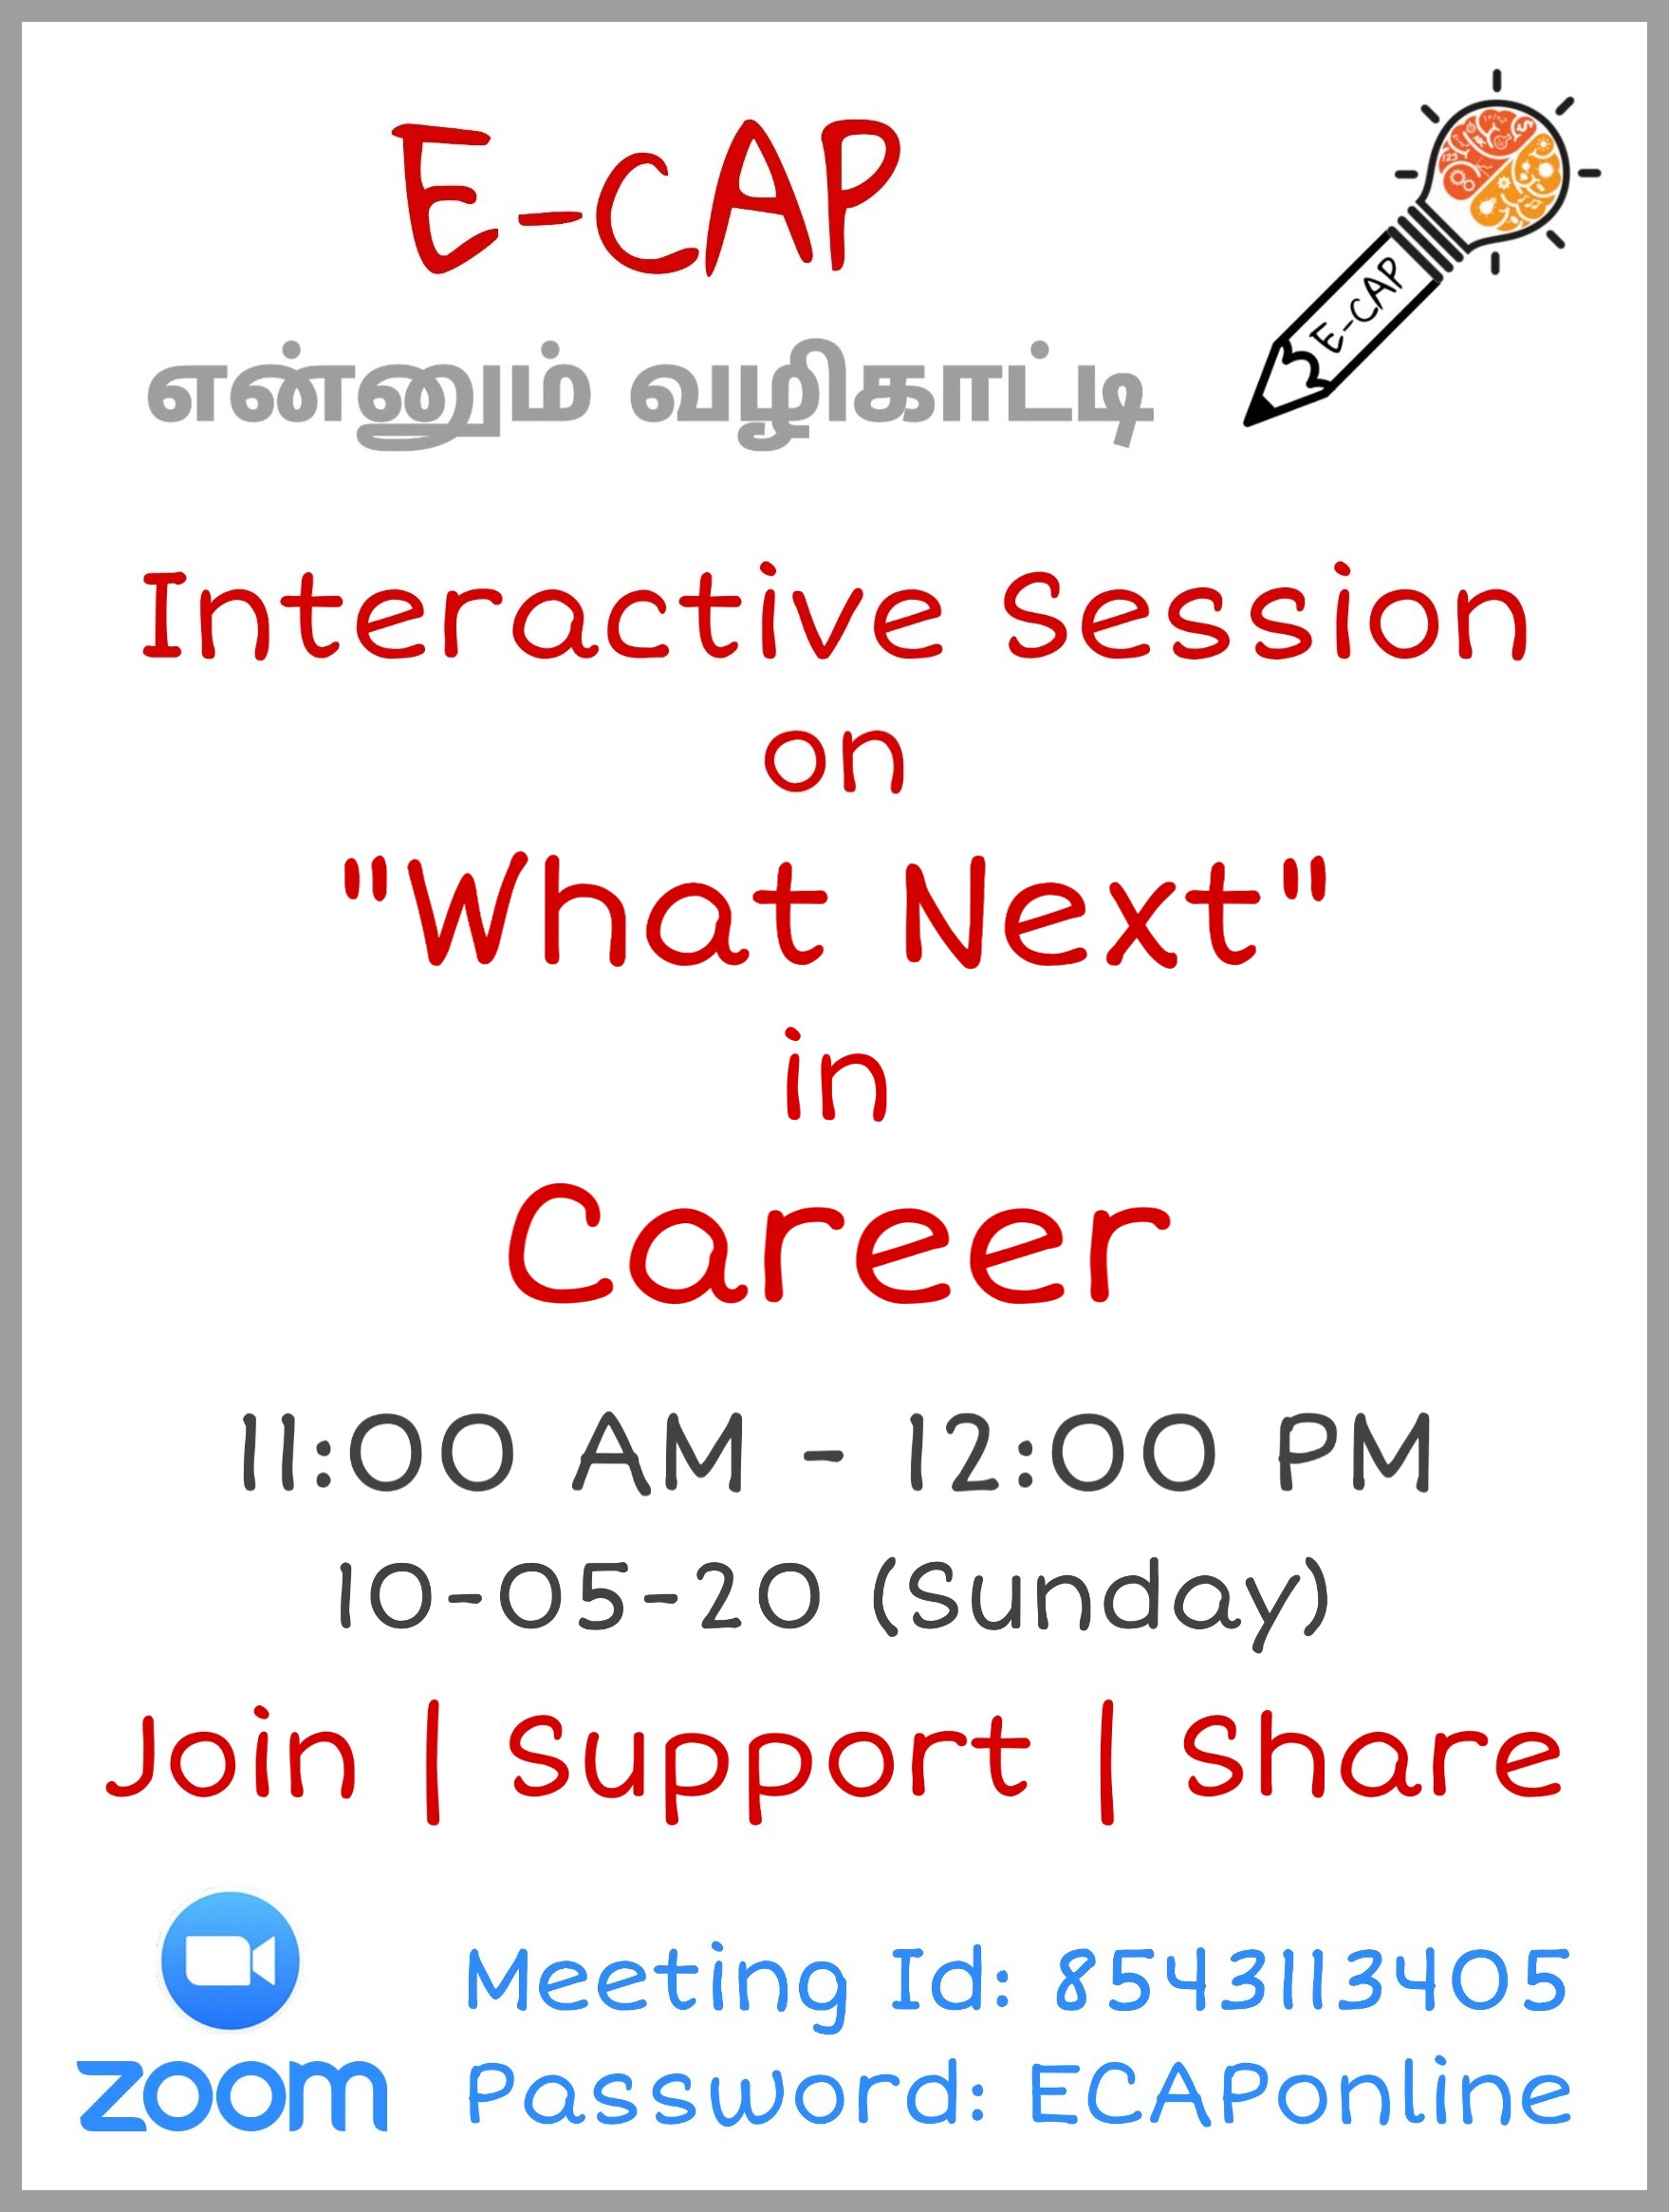 E-CAP
என்னும் வழிகாட்டி
E-CAP
Interactive Session
on
"What Next"
in
Career
11:00 AM - 12:00 PM
10-05-20 (Sunday)
Join | Support | Share
Meeting Id: 8543113405
zoom Password: ECAPonline